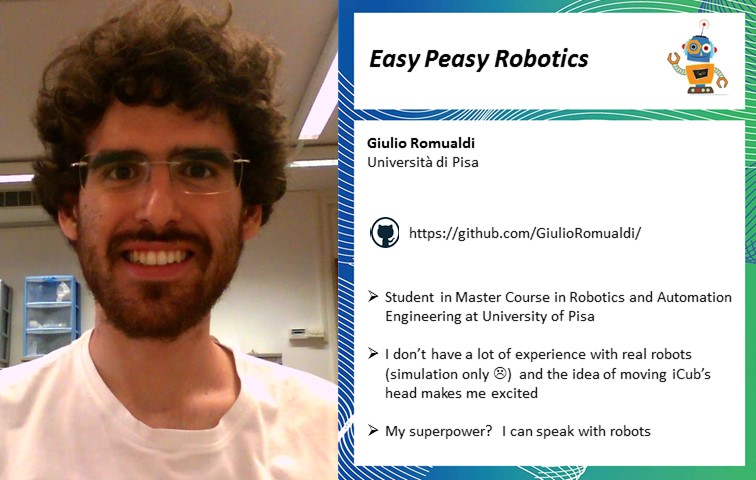 Easy Peasy Robotics
Giulio Romualdi
Università di Pisa
https://github.com/GiulioRomualdi/
➢ Student in Master Course in Robotics and Automation
Engineering at University of Pisa
➢ I don't have a lot of experience with real robots
(simulation only ☹) and the idea of moving iCub's
head makes me excited
➢ My superpower? I can speak with robots